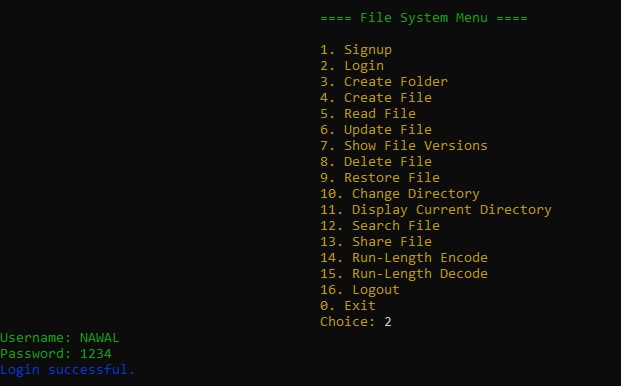 ==== File System Menu ====
1. Signup
2. Login
3. Create Folder
4. Create File
5. Read File
6. Update File
7. Show File Versions
8. Delete File
9. Restore File
10. Change Directory
11. Display Current Directory
12. Search File
13. Share File
14. Run-Length Encode
15. Run-Length Decode
16. Logout
0. Exit
Choice: 2
Username: NAWAL
Password: 1234
Login successful.